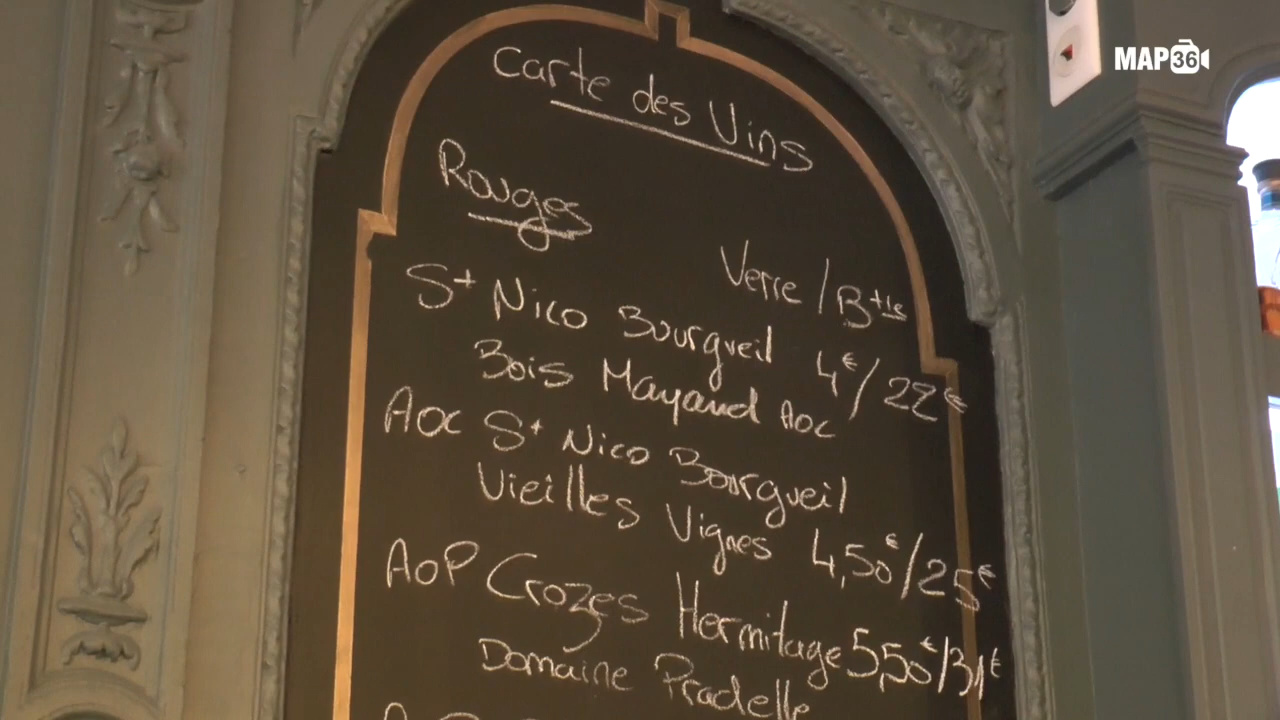 MAP36
Carte des Vins
Rouges
Verre / Btle
St Nico Bourgueil
4€ / 22€
Bois Mayaud AOC
AOC St Nico Bourgueil
Vieilles Vignes 4,50€/25€
AOP Crozes Hermitage 5,50€/31€
Domaine Pradelle